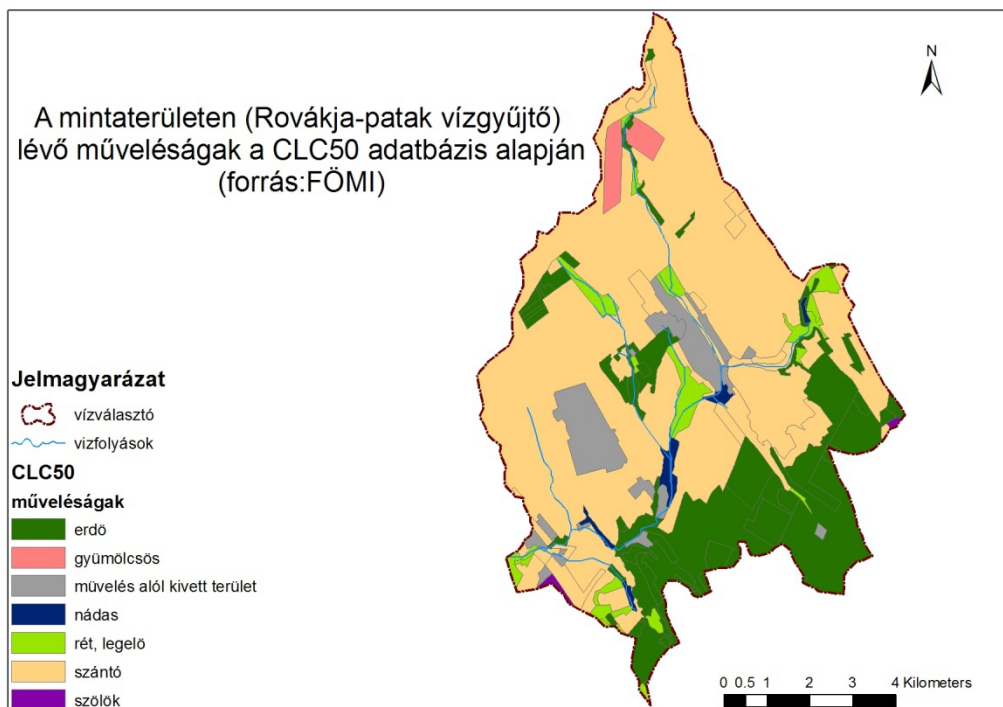 A mintaterületen (Rovákja-patak vízgyűjtő)
lévő műveléságak a CLC50 adatbázis alapján
(forrás:FÖMI)
N
Jelmagyarázat
vízválasztó
vizfolyások
CLC50
műveléságak
erdö
gyümölcsös
müvelés alól kivett terület
nádas
rét, legelö
szántó
szölök
0 0.5 1 2 3 4 Kilometers